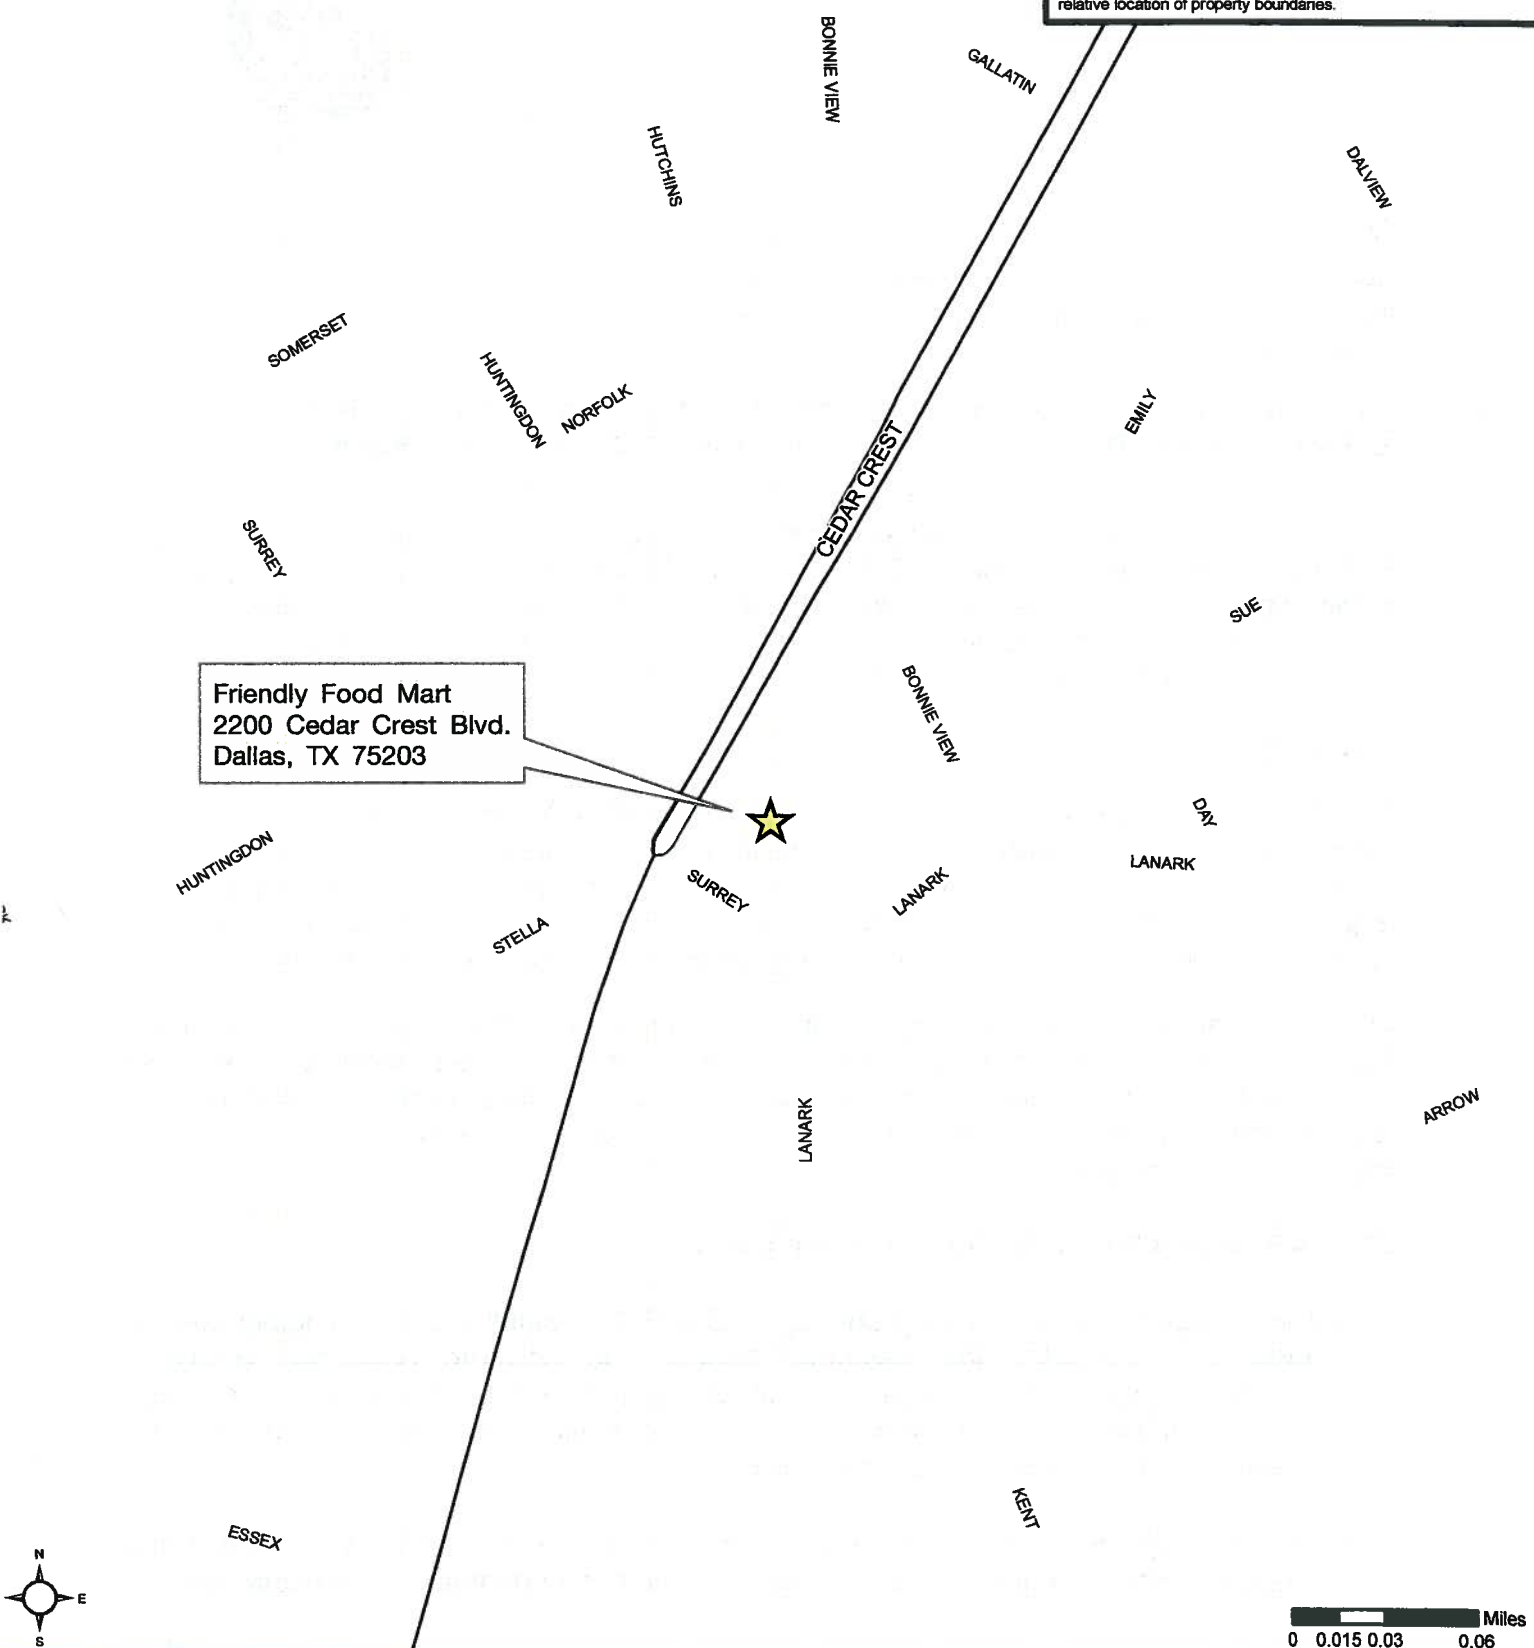 relative location of property boundaries.
BONNIE VIEW
GALLATIN
HUTCHINS
DALVIEW
SOMERSET
HUNTINGDON
NORFOLK
EMILY
CEDAR CREST
SURREY
SUE
Friendly Food Mart
2200 Cedar Crest Blvd.
Dallas, TX 75203
BONNIE VIEW
DAY
HUNTINGDON
LANARK
SURREY
LANARK
STELLA
LANARK
ARROW
KENT
ESSEX
N
E
S
Miles
0 0.015 0.03 0.06